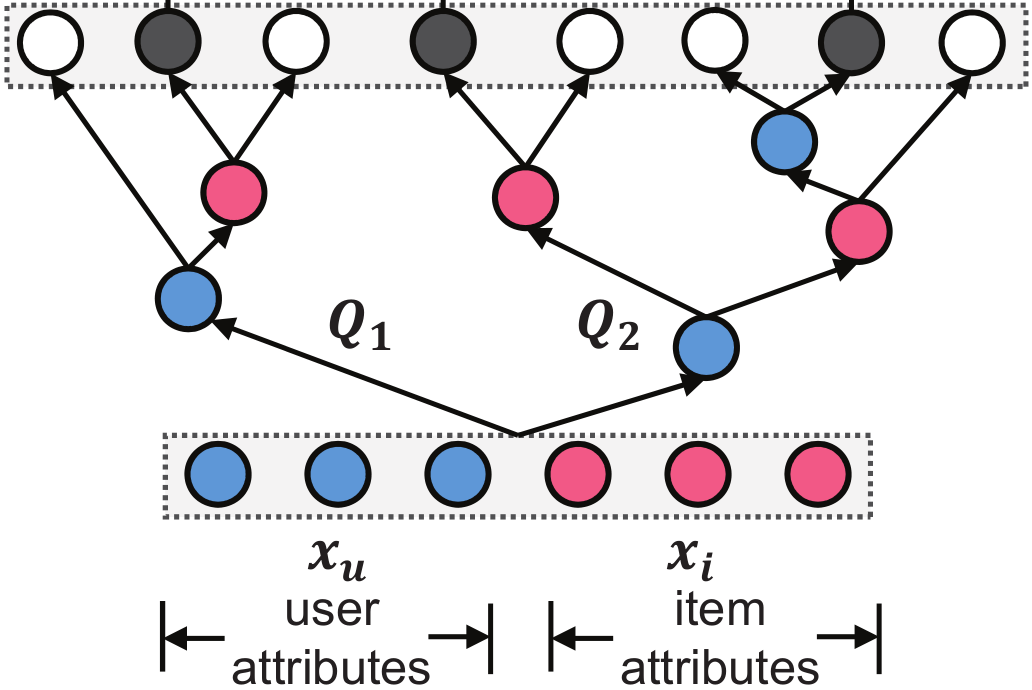 Q1 Q2
xu xi
user item
attributes attributes